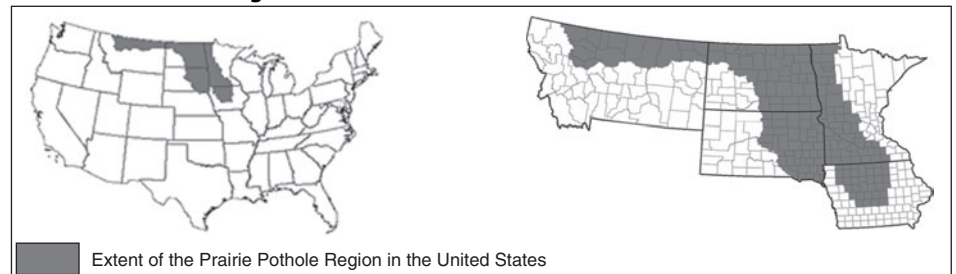 Extent of the Prairie Pothole Region in the United States